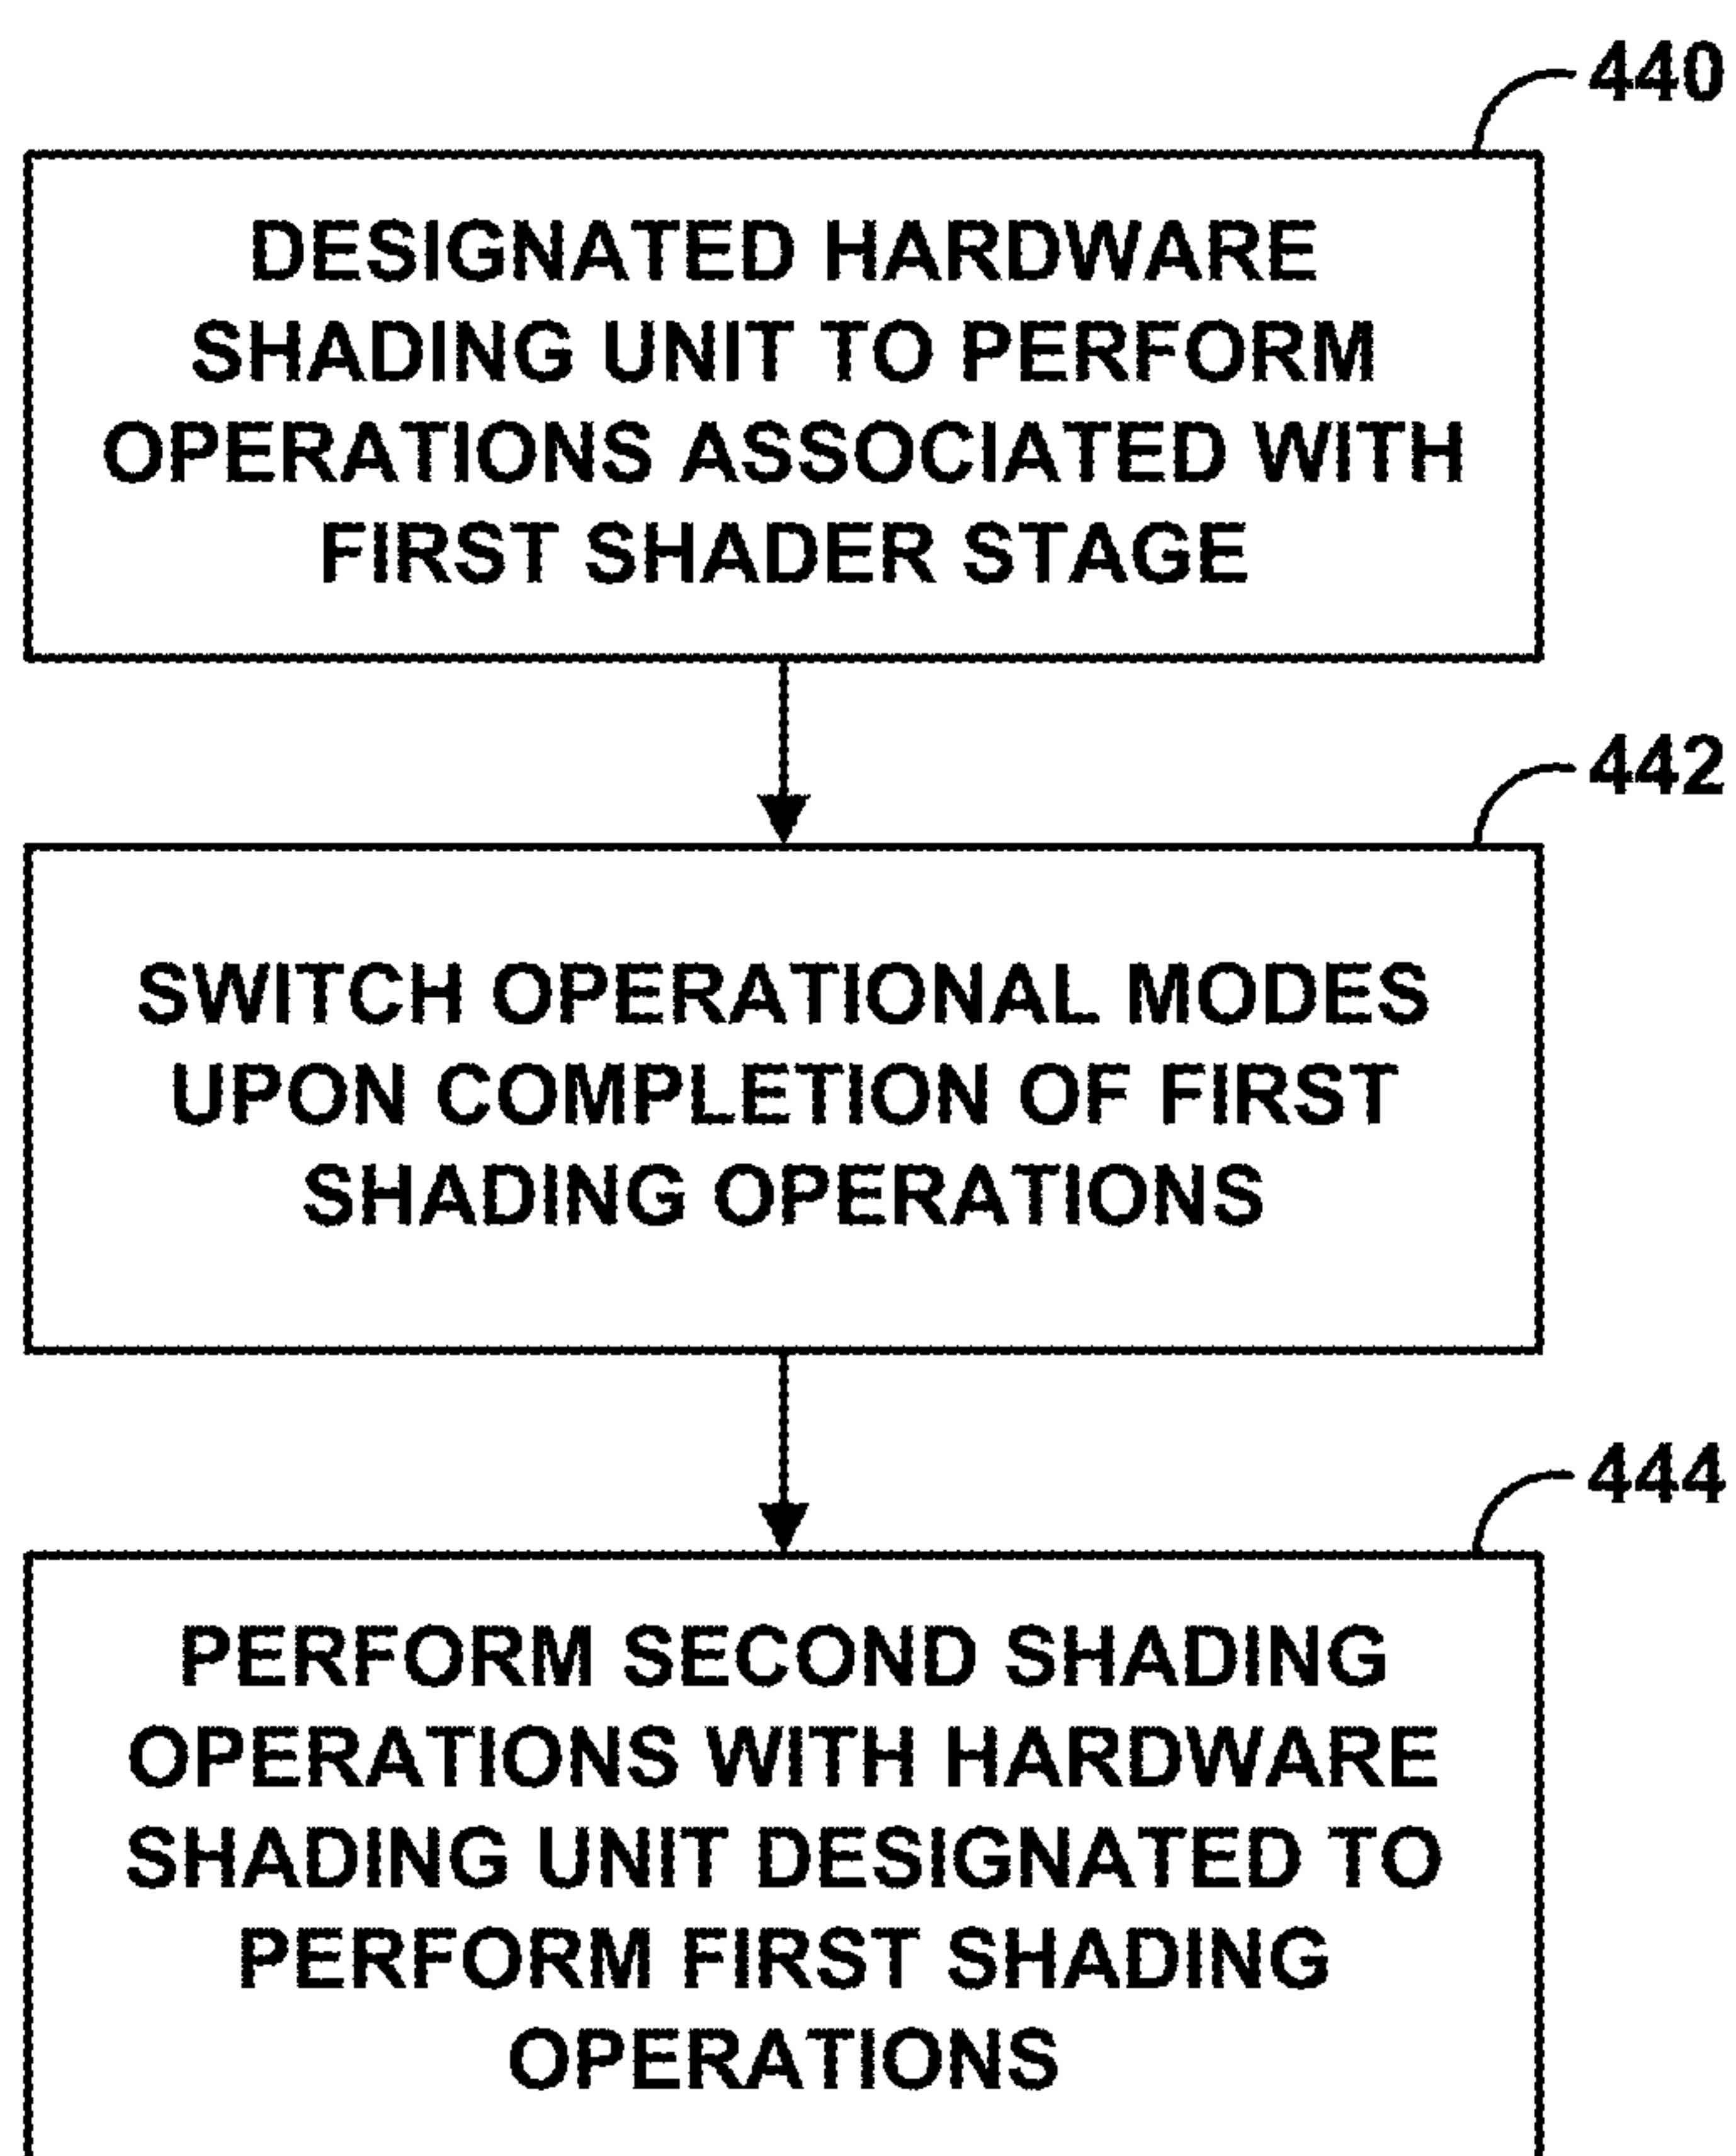 440
DESIGNATED HARDWARE
SHADING UNIT TO PERFORM
OPERATIONS ASSOCIATED WITH
FIRST SHADER STAGE
442
SWITCH OPERATIONAL MODES
UPON COMPLETION OF FIRST
SHADING OPERATIONS
444
PERFORM SECOND SHADING
OPERATIONS WITH HARDWARE
SHADING UNIT DESIGNATED TO
PERFORM FIRST SHADING
OPERATIONS